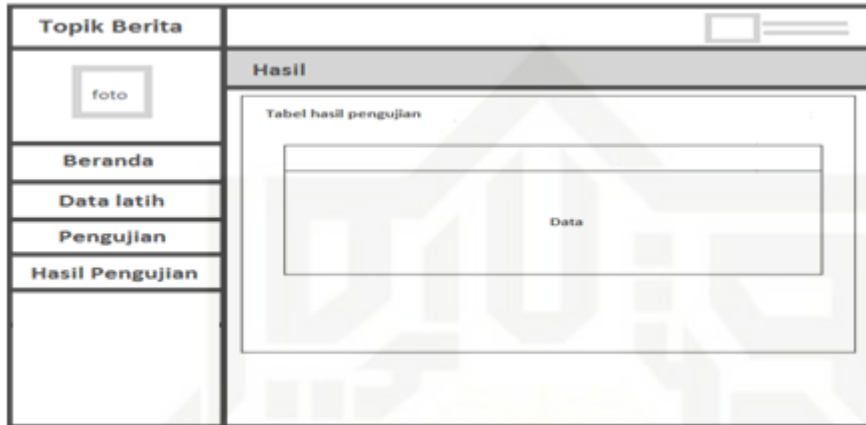 Topik Berita
foto
Beranda
Data latih
Pengujian
Hasil Pengujian
Hasil
Tabel hasil pengujian
Data